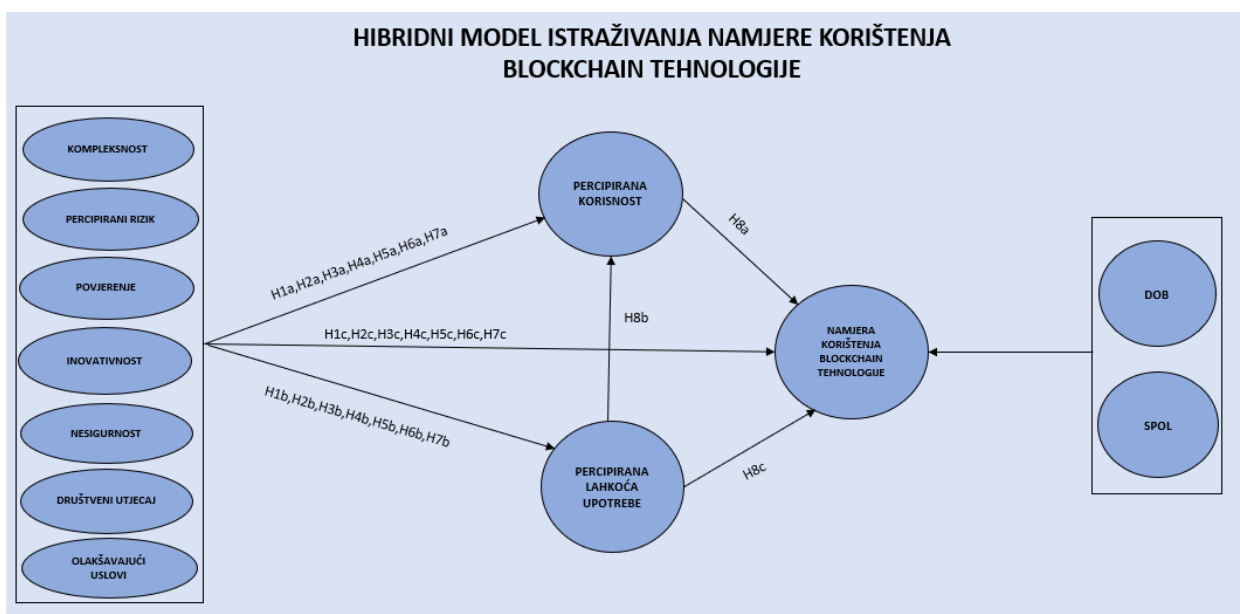 HIBRIDNI MODEL ISTRAŽIVANJA NAMJERE KORIŠTENJA
BLOCKCHAIN TEHNOLOGIJE
KOMPLEKSNOST
PERCIPIRANI RIZIK
POVJERENJE
INOVATIVNOST
NESIGURNOST
DRUŠTVENI UTJECAJ
OLAKŠAVAJUĆI
USLOVI
H1a,H2a,H3a,H4a,H5a,H6a,H7a
H1c,H2c,H3c,H4c,H5c,H6c,H7c
H1b,H2b,H3b,H4b,H5b,H6b,H7b
PERCIPIRANA
KORISNOST
H8a
H8b
PERCIPIRANA
LAHKOĆA
UPOTREBE
H8c
NAMJERA
KORIŠTENJA
BLOCKCHAIN
TEHNOLOGIJE
DOB
SPOL